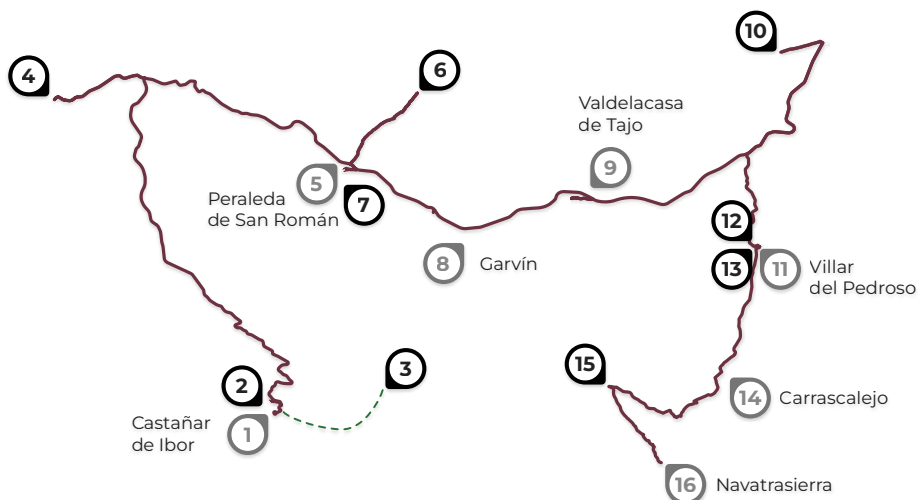 10
4
6
Valdelacasa
de Tajo
9
5
Peraleda
de San Román
7
12
8
Garvín
13
11
Villar
del Pedroso
15
3
2
14
Carrascalejo
Castañar
de Ibor
1
16
Navatrasierra